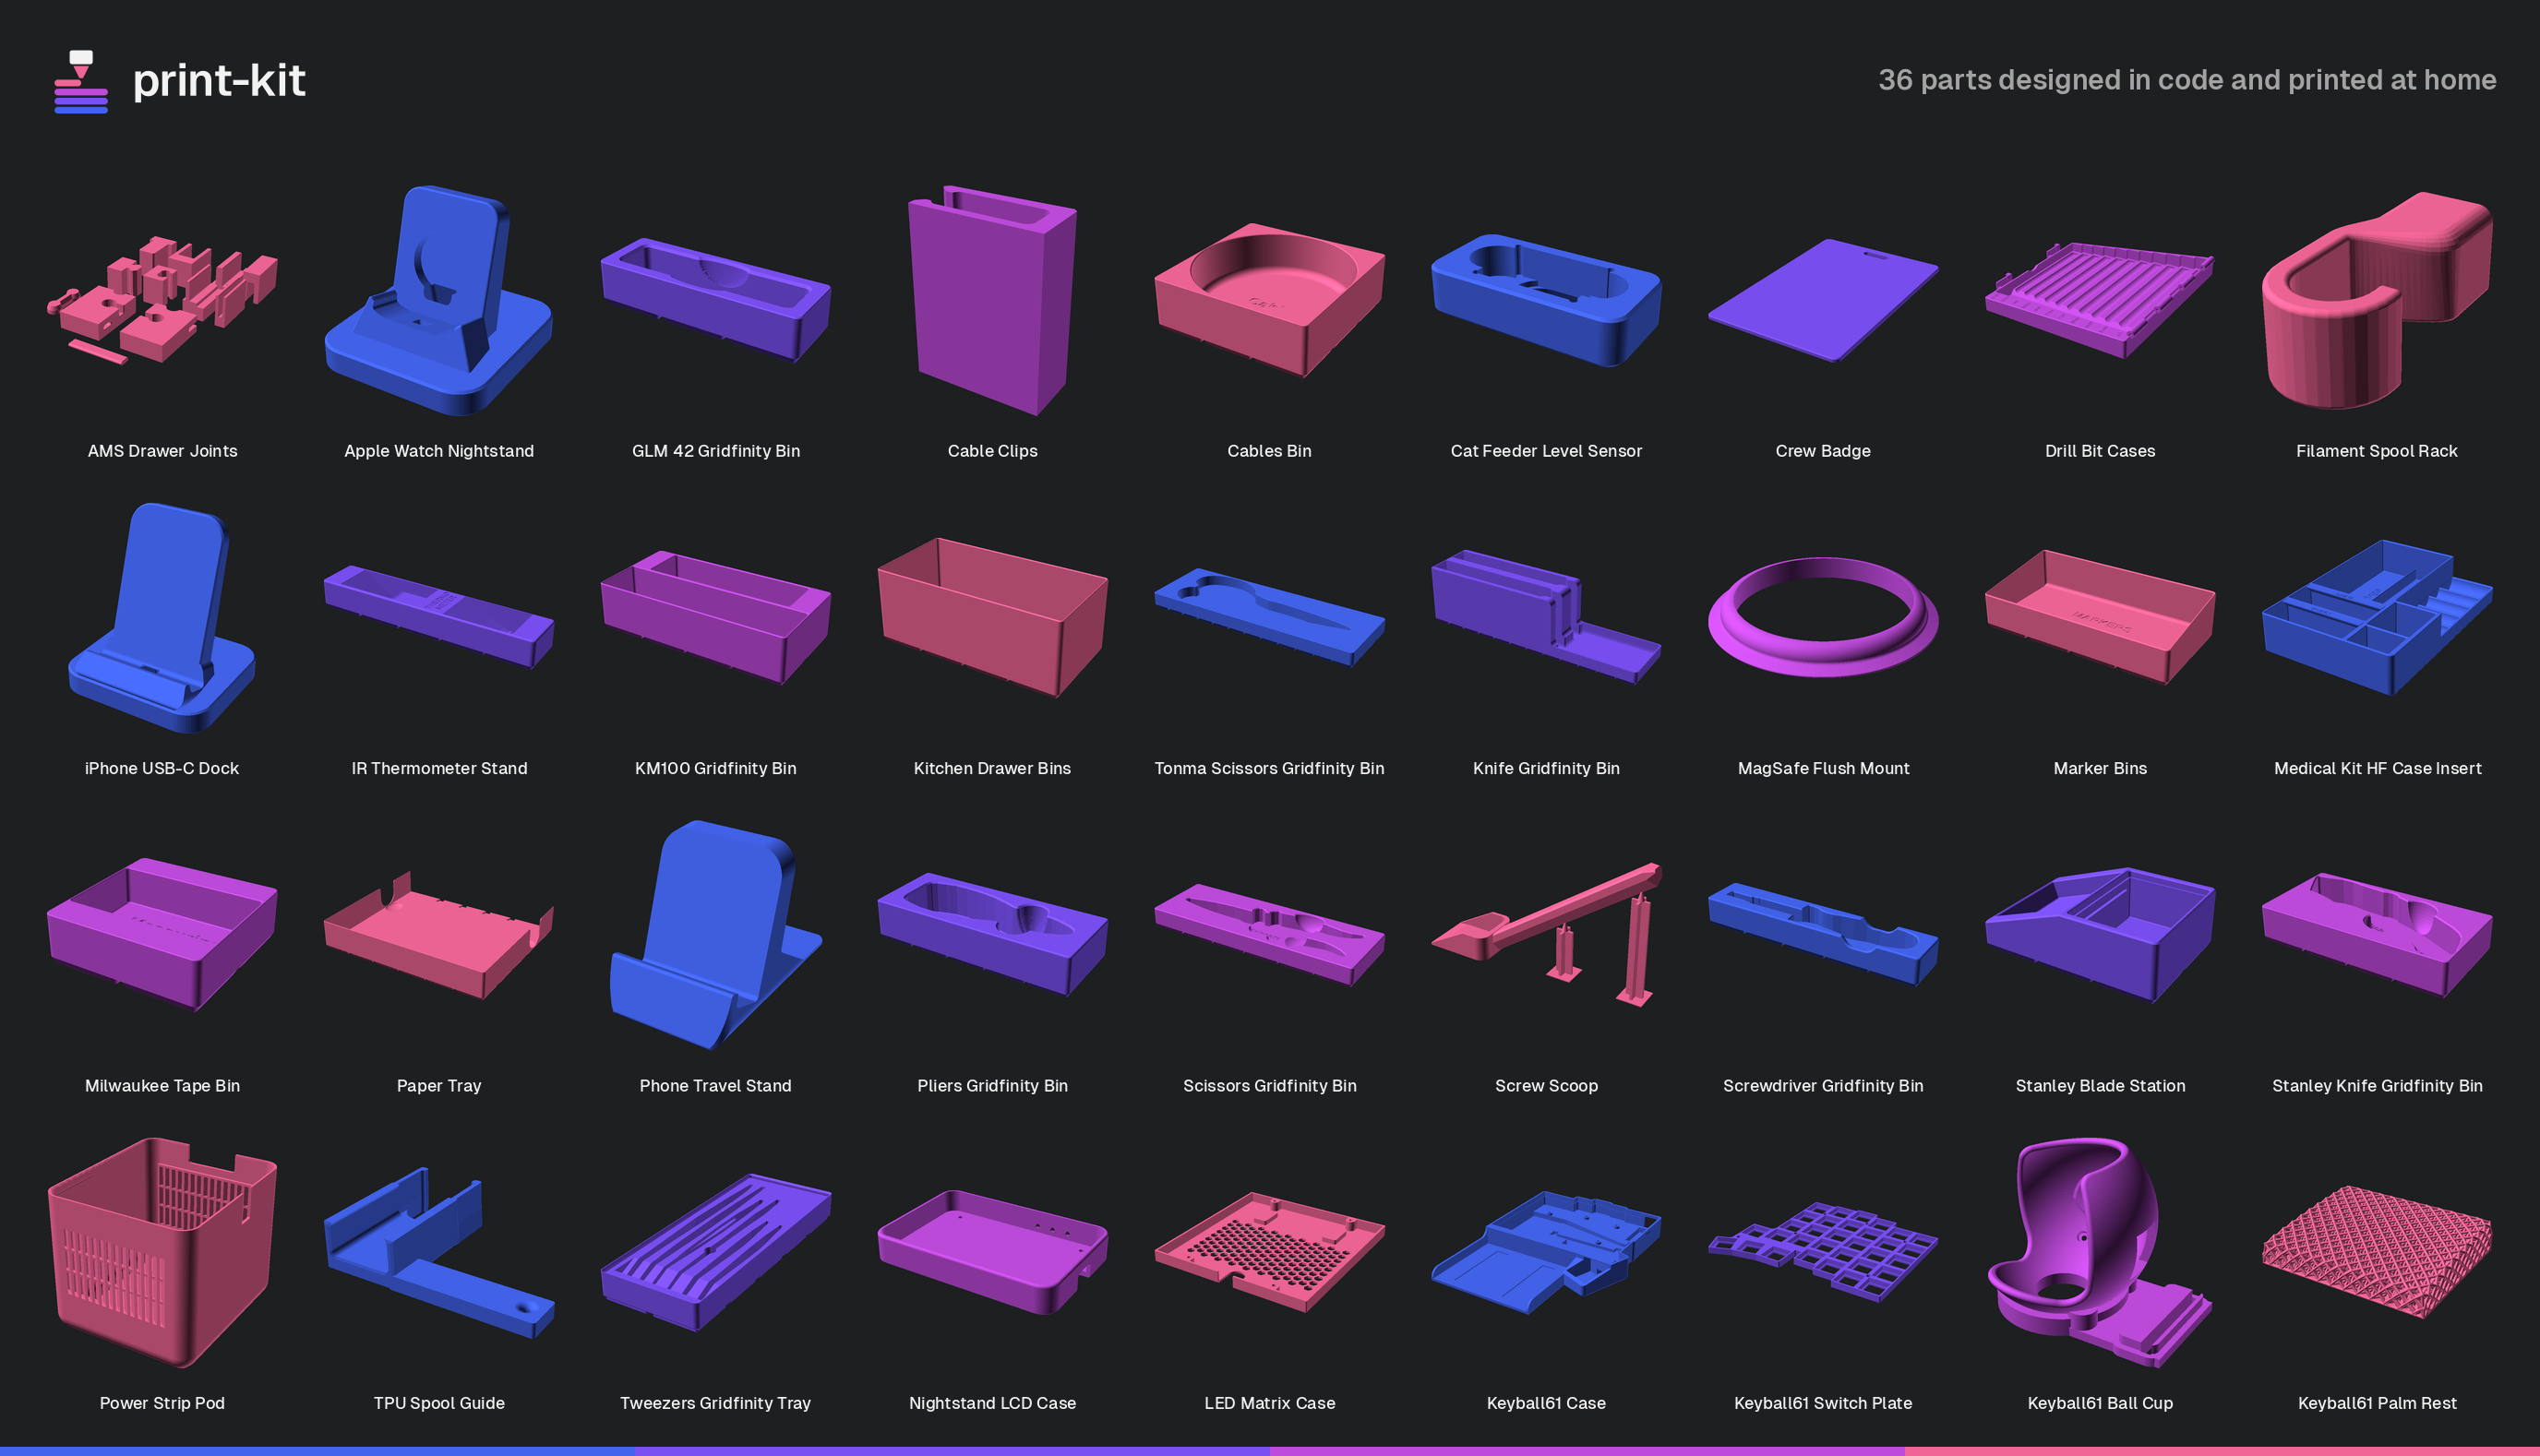 print-kit
36 parts designed in code and printed at home
AMS Drawer Joints
Apple Watch Nightstand
GLM 42 Gridfinity Bin
Cable Clips
Cables Bin
Cat Feeder Level Sensor
Crew Badge
Drill Bit Cases
Filament Spool Rack
iPhone USB-C Dock
IR Thermometer Stand
KM100 Gridfinity Bin
Kitchen Drawer Bins
Tonma Scissors Gridfinity Bin
Knife Gridfinity Bin
MagSafe Flush Mount
MARKERS
Marker Bins
Medical Kit HF Case Insert
Milwaukee Tape Bin
Paper Tray
Phone Travel Stand
Pliers Gridfinity Bin
Scissors Gridfinity Bin
Screw Scoop
Screwdriver Gridfinity Bin
Stanley Blade Station
Stanley Knife Gridfinity Bin
Power Strip Pod
TPU Spool Guide
Tweezers Gridfinity Tray
Nightstand LCD Case
LED Matrix Case
Keyball61 Case
Keyball61 Switch Plate
Keyball61 Ball Cup
Keyball61 Palm Rest